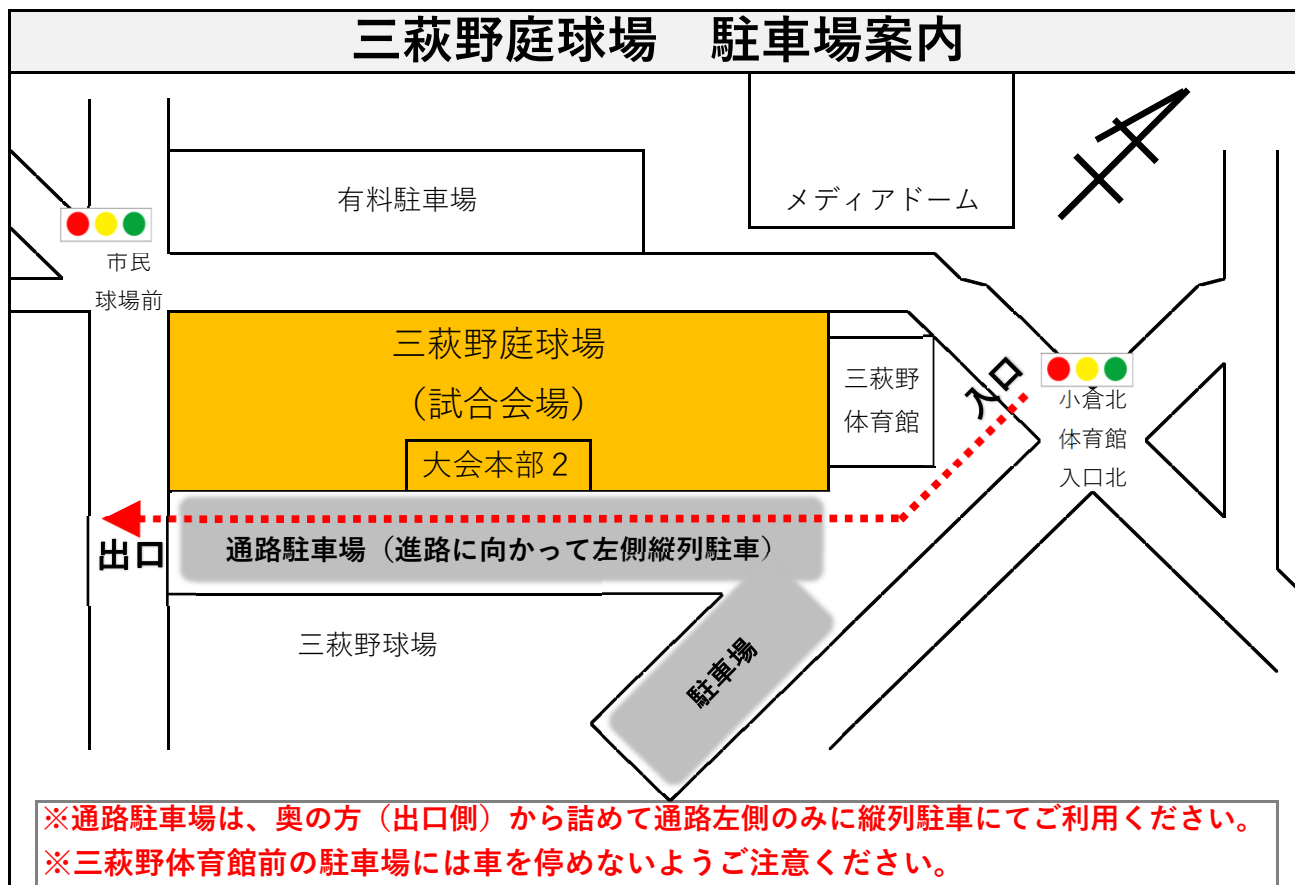 三萩野庭球場　駐車場案内
有料駐車場
メディアドーム
市民
球場前
三萩野庭球場
（試合会場）
大会本部２
三萩野
体育館
入口
小倉北
体育館
入口北
出口
通路駐車場（進路に向かって左側縦列駐車）
三萩野球場
駐車場
※通路駐車場は、奥の方（出口側）から詰めて通路左側のみに縦列駐車にてご利用ください。
※三萩野体育館前の駐車場には車を停めないようご注意ください。